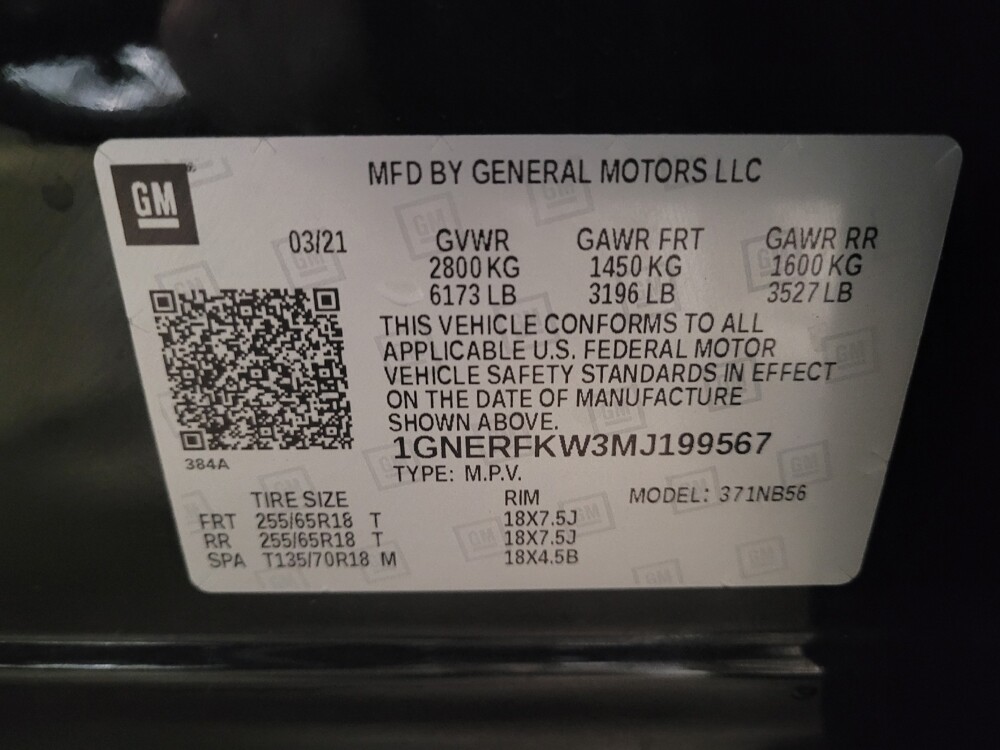 GM
MFD BY GENERAL MOTORS LLC
03/21 GVWR GAWR FRT GAWR RR
2800 KG 1450 KG 1600 KG
6173 LB 3196 LB 3527 LB
THIS VEHICLE CONFORMS TO ALL
APPLICABLE U.S. FEDERAL MOTOR
VEHICLE SAFETY STANDARDS IN EFFECT
ON THE DATE OF MANUFACTURE
SHOWN ABOVE.
1GNERFKW3MJ199567
384A
TYPE: M.P.V.
TIRE SIZE RIM MODEL: 371NB56
FRT 255/65R18 T 18X7.5J
RR 255/65R18 T 18X7.5J
SPA T135/70R18 M 18X4.5B